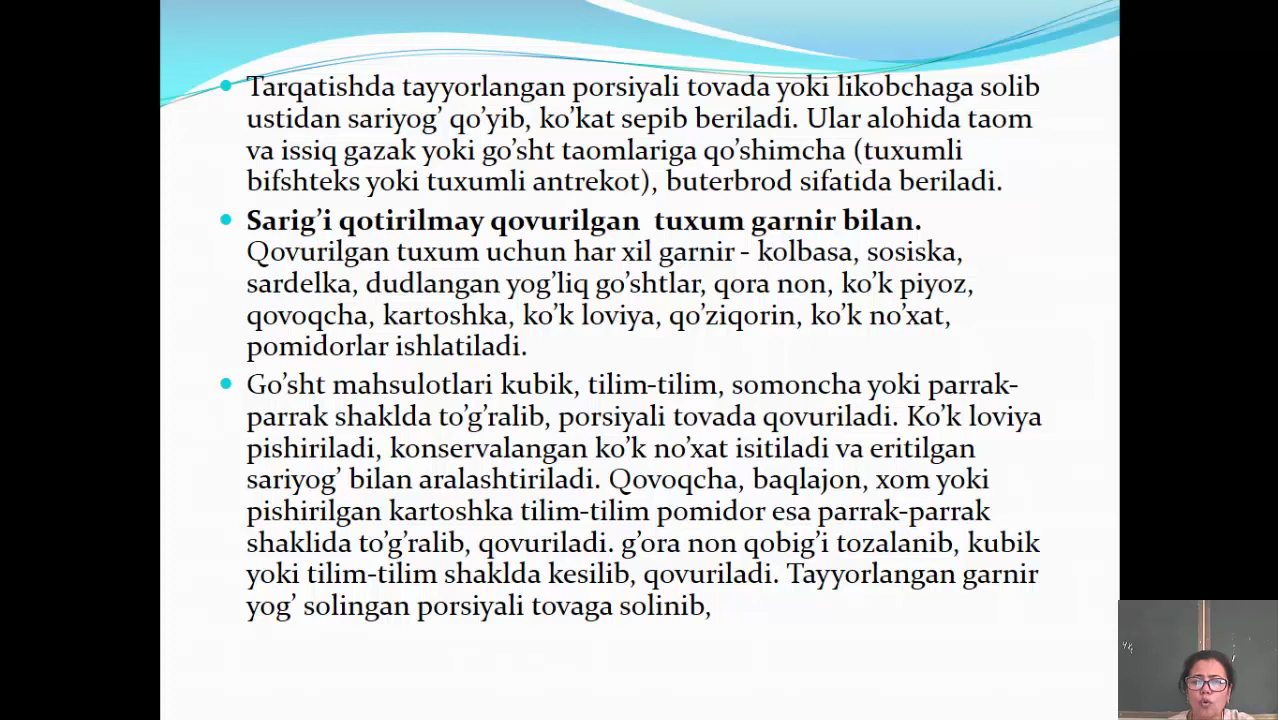 Tarqatishda tayyorlangan porsiyali tovada yoki likobchaga solib
ustidan sariyog’ qo’yib, ko’kat sepib beriladi. Ular alohida taom
va issiq gazak yoki go’sht taomlariga qo’shimcha (tuxumli
bifshteks yoki tuxumli antrekot), buterbrod sifatida beriladi.
Sarig’i qotirilmay qovurilgan tuxum garnir bilan.
Qovurilgan tuxum uchun har xil garnir - kolbasa, sosiska,
sardelka, dudlangan yog’liq go’shtlar, qora non, ko’k piyoz,
qovoqcha, kartoshka, ko’k loviya, qo’ziqorin, ko’k no’xat,
pomidorlar ishlatiladi.
Go’sht mahsulotlari kubik, tilim-tilim, somoncha yoki parrak-
parrak shaklda to’g’ralib, porsiyali tovada qovuriladi. Ko’k loviya
pishiriladi, konservalangan ko’k no’xat isitiladi va eritilgan
sariyog’ bilan aralashtiriladi. Qovoqcha, baqlajon, xom yoki
pishirilgan kartoshka tilim-tilim pomidor esa parrak-parrak
shaklida to’g’ralib, qovuriladi. g’ora non qobig’i tozalanib, kubik
yoki tilim-tilim shaklda kesilib, qovuriladi. Tayyorlangan garnir
yog’ solingan porsiyali tovaga solinib,